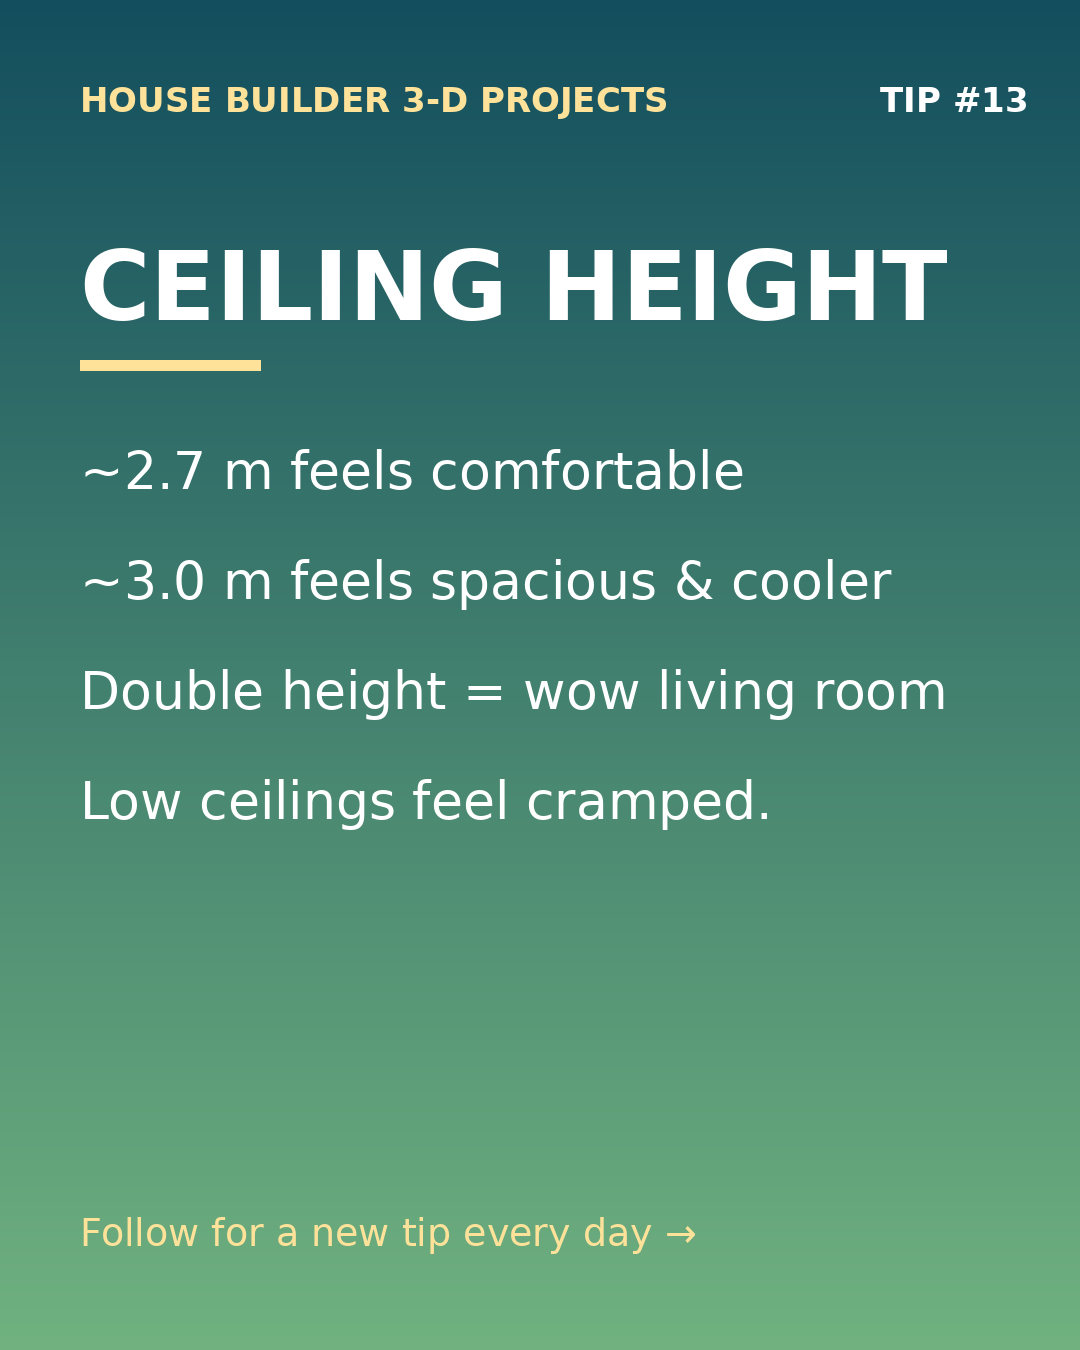 HOUSE BUILDER 3-D PROJECTS
TIP #13
CEILING HEIGHT
~2.7 m feels comfortable
~3.0 m feels spacious & cooler
Double height = wow living room
Low ceilings feel cramped.
Follow for a new tip every day →